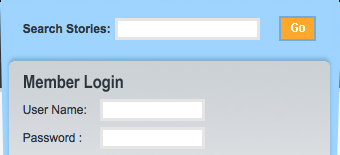 Search Stories: Go
Member Login
User Name:
Password :